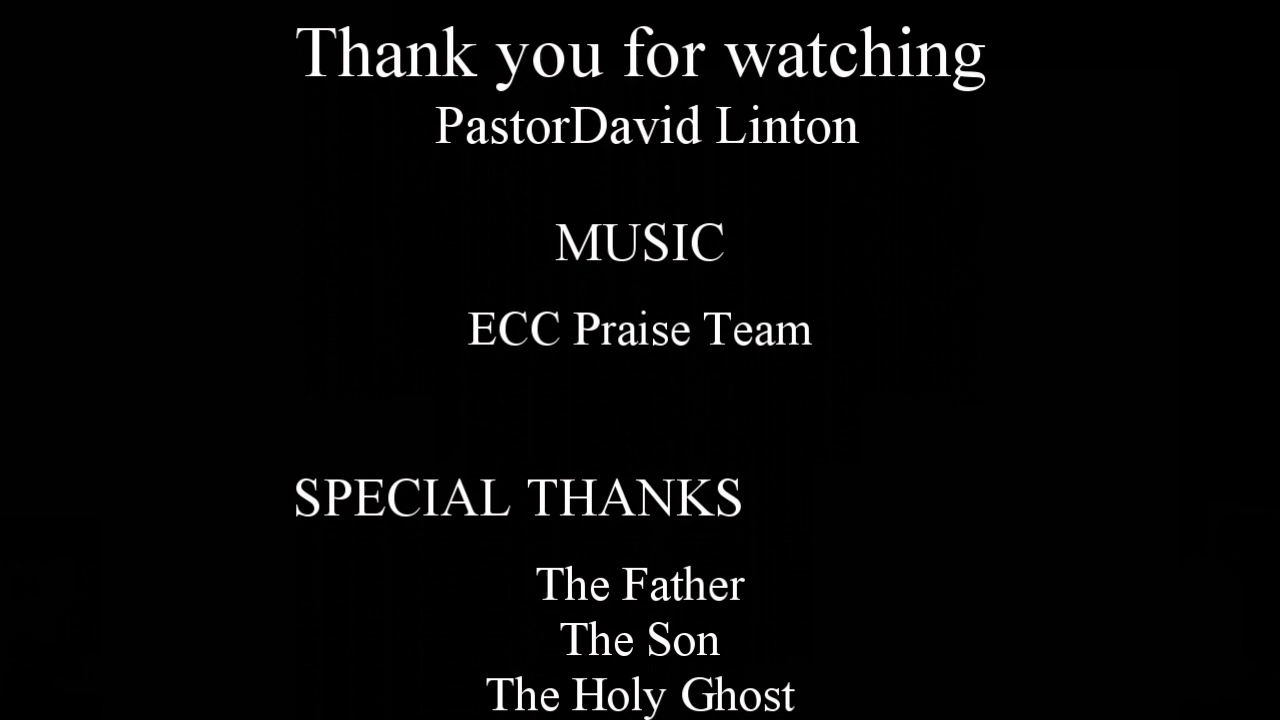 Thank you for watching
PastorDavid Linton
MUSIC
ECC Praise Team
SPECIAL THANKS
The Father
The Son
The Holy Ghost